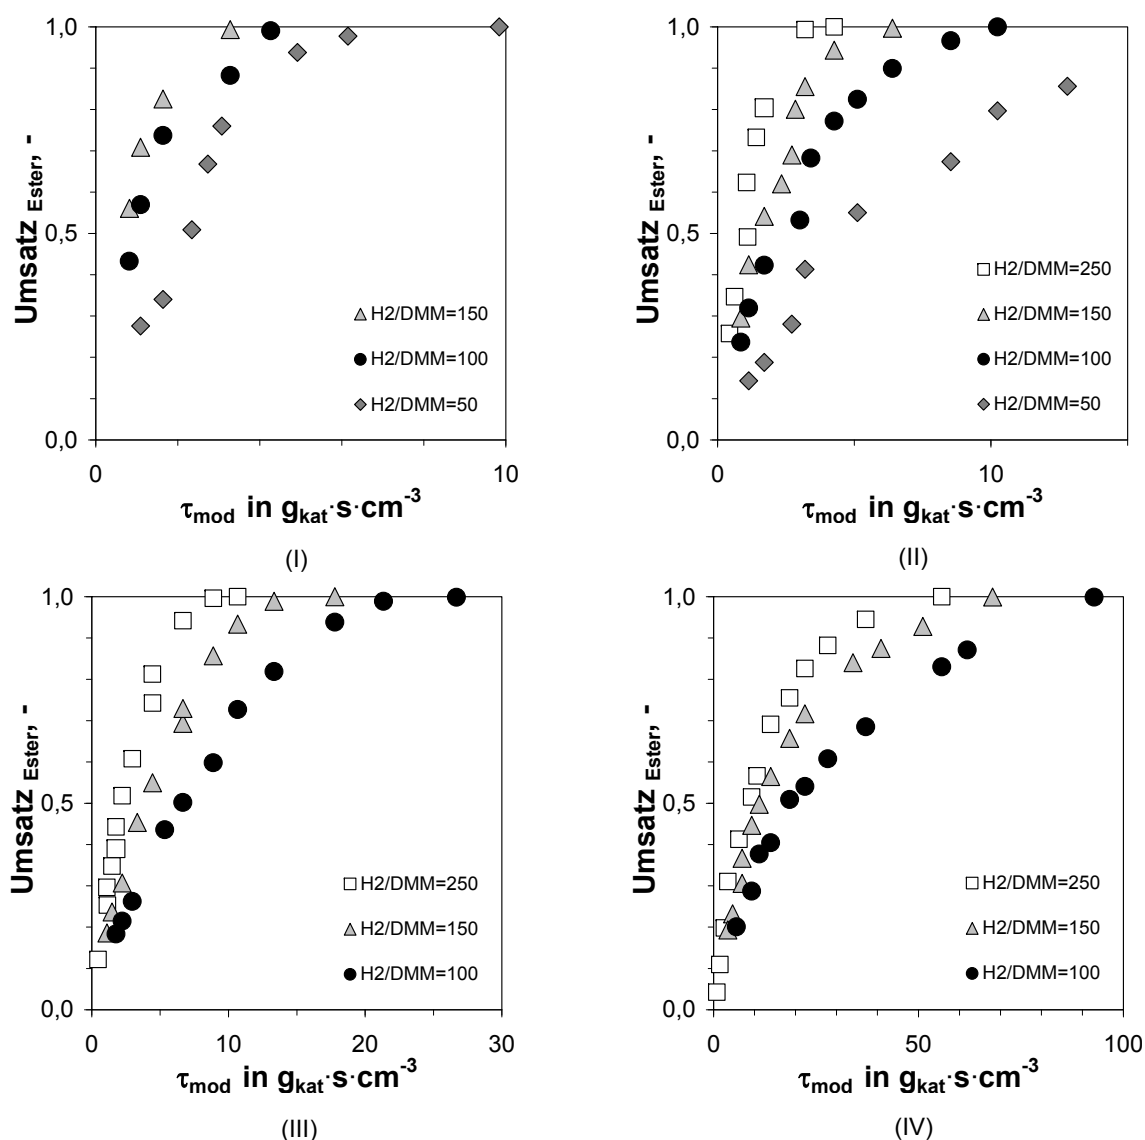 1,0
0,5
0,0
Umsatz Ester, -
H2/DMM=150
H2/DMM=100
H2/DMM=50
0 10
τmod in gkat·s·cm-3
(I)
1,0
0,5
0,0
Umsatz Ester, -
H2/DMM=250
H2/DMM=150
H2/DMM=100
H2/DMM=50
0 10
τmod in gkat·s·cm-3
(II)
1,0
0,5
0,0
Umsatz Ester, -
H2/DMM=250
H2/DMM=150
H2/DMM=100
0 10 20 30
τmod in gkat·s·cm-3
(III)
1,0
0,5
0,0
Umsatz Ester, -
H2/DMM=250
H2/DMM=150
H2/DMM=100
0 50 100
τmod in gkat·s·cm-3
(IV)